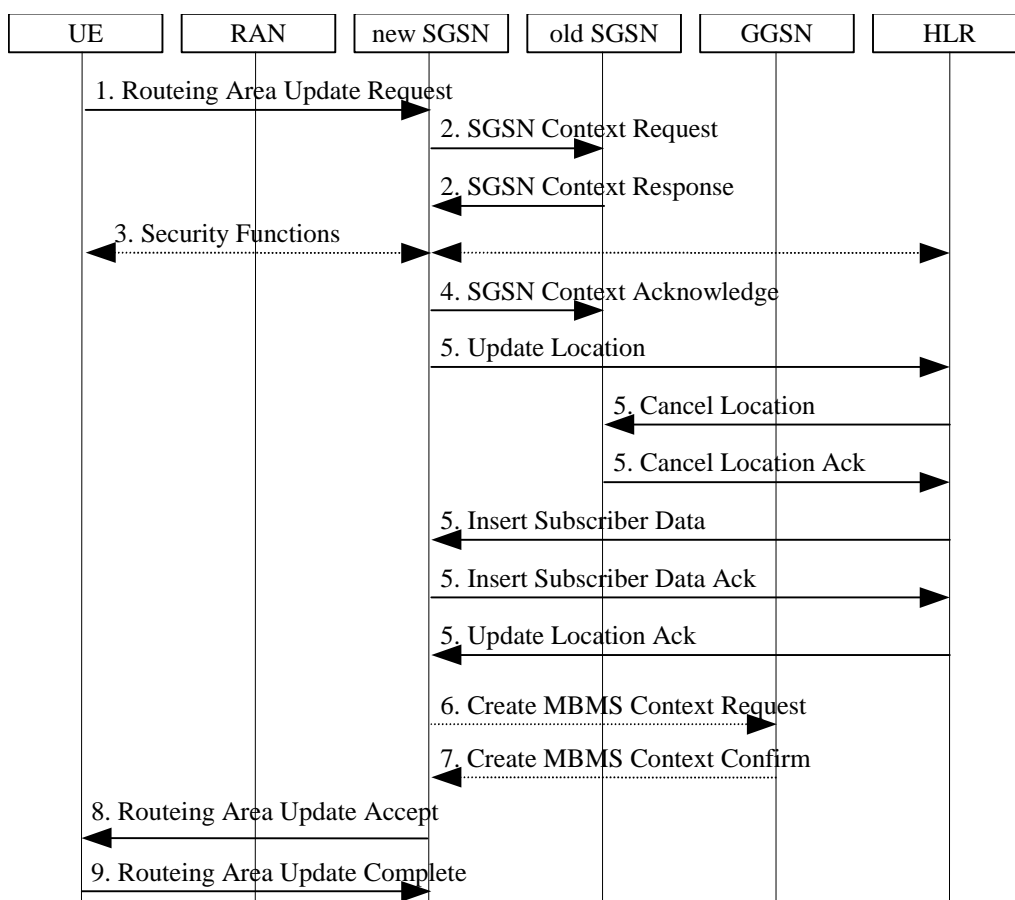 UE RAN new SGSN old SGSN GGSN HLR
1. Routeing Area Update Request
2. SGSN Context Request
2. SGSN Context Response
3. Security Functions
4. SGSN Context Acknowledge
5. Update Location
5. Cancel Location
5. Cancel Location Ack
5. Insert Subscriber Data
5. Insert Subscriber Data Ack
5. Update Location Ack
6. Create MBMS Context Request
7. Create MBMS Context Confirm
8. Routeing Area Update Accept
9. Routeing Area Update Complete